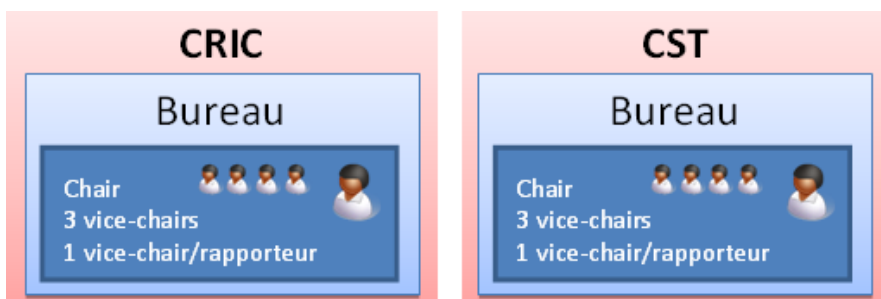 CRIC
Bureau
Chair
3 vice-chairs
1 vice-chair/rapporteur
CST
Bureau
Chair
3 vice-chairs
1 vice-chair/rapporteur